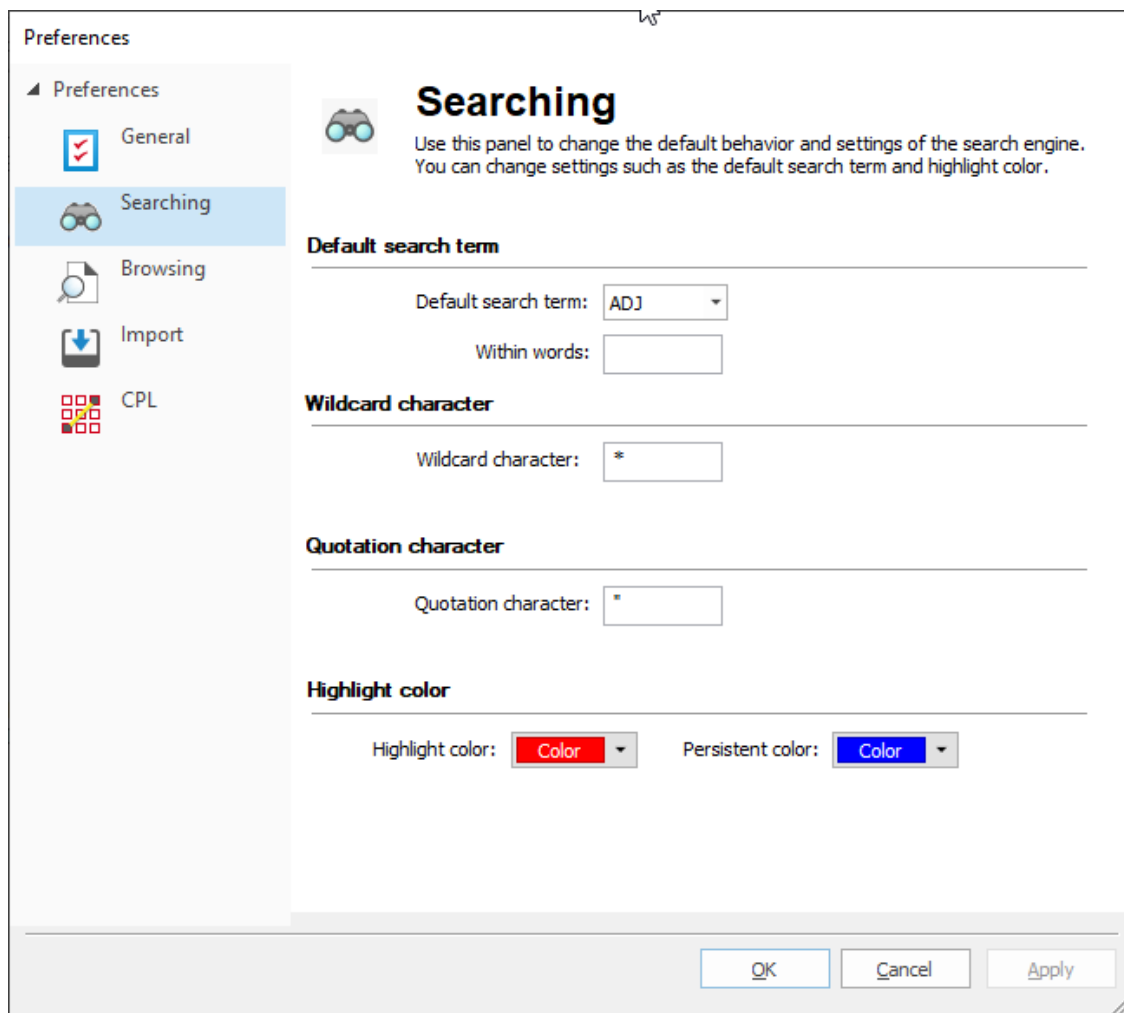 Preferences
Preferences
General
Searching
Browsing
Import
CPL
Searching
Use this panel to change the default behavior and settings of the search engine.
You can change settings such as the default search term and highlight color.
Default search term
Default search term: ADJ
Within words:
Wildcard character
Wildcard character: *
Quotation character
Quotation character: "
Highlight color
Highlight color: Color Persistent color: Color
OK Cancel Apply